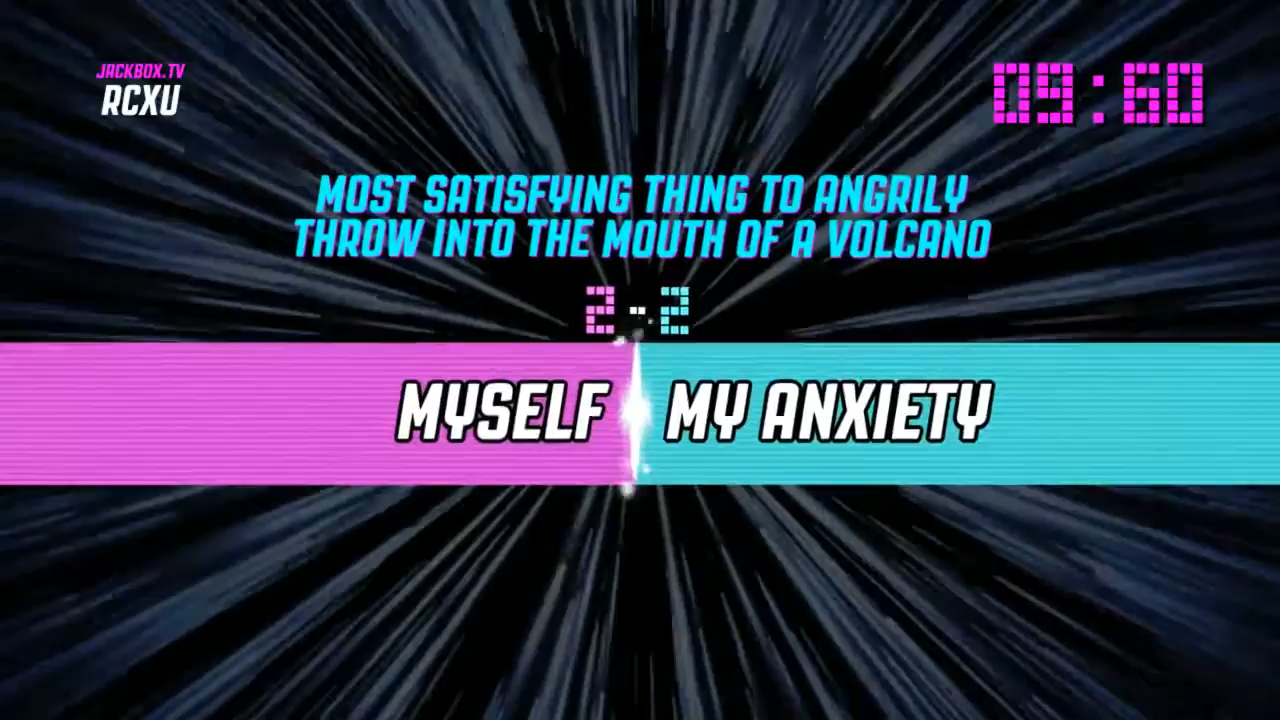 JACKBOX.TV
RCXU
09:60
MOST SATISFYING THING TO ANGRILY
THROW INTO THE MOUTH OF A VOLCANO
2-2
MYSELF
MY ANXIETY